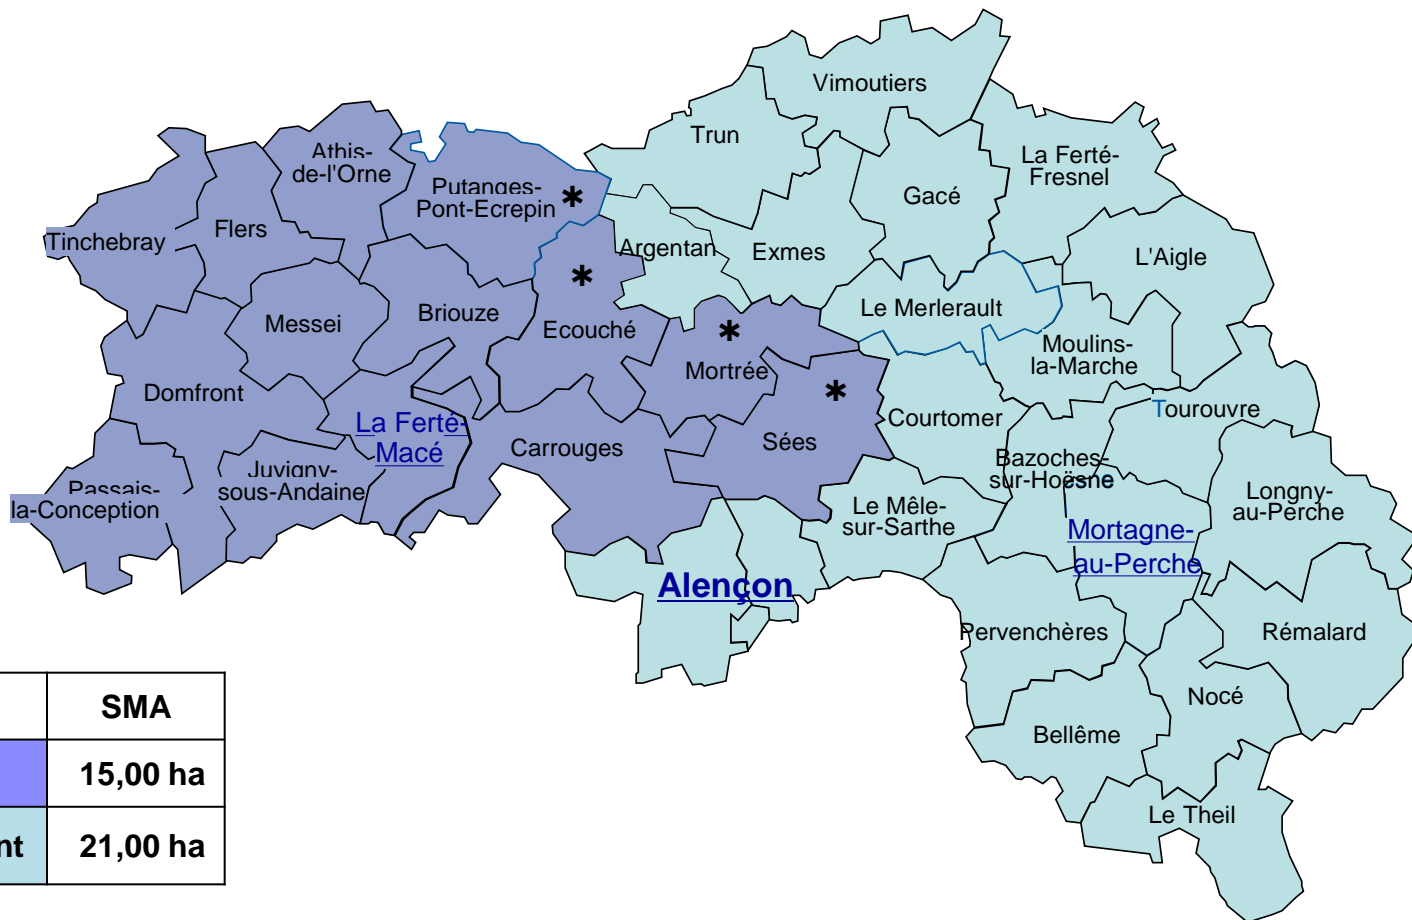 Vimoutiers
Trun
La Ferté-
Fresnel
Athis-
de-l'Orne
Putanges-
Pont-Ecrepin
*
Gacé
Tinchebray
Flers
Argentan
Exmes
L'Aigle
*
Messei
Briouze
Ecouché
*
Le Merlerault
Moulins-
la-Marche
Mortrée
*
Domfront
La Ferté-
Macé
Carrouges
Sées
Courtomer
Tourouvre
Bazoches-
sur-Hoësne
Passais-
la-Conception
Juvigny-
sous-Andaine
Le Mêle-
sur-Sarthe
Longny-
au-Perche
Mortagne-
au-Perche
Alençon
Pervenchères
Rémalard
Nocé
Bellême
Le Theil
SMA
15,00 ha
nt 21,00 ha